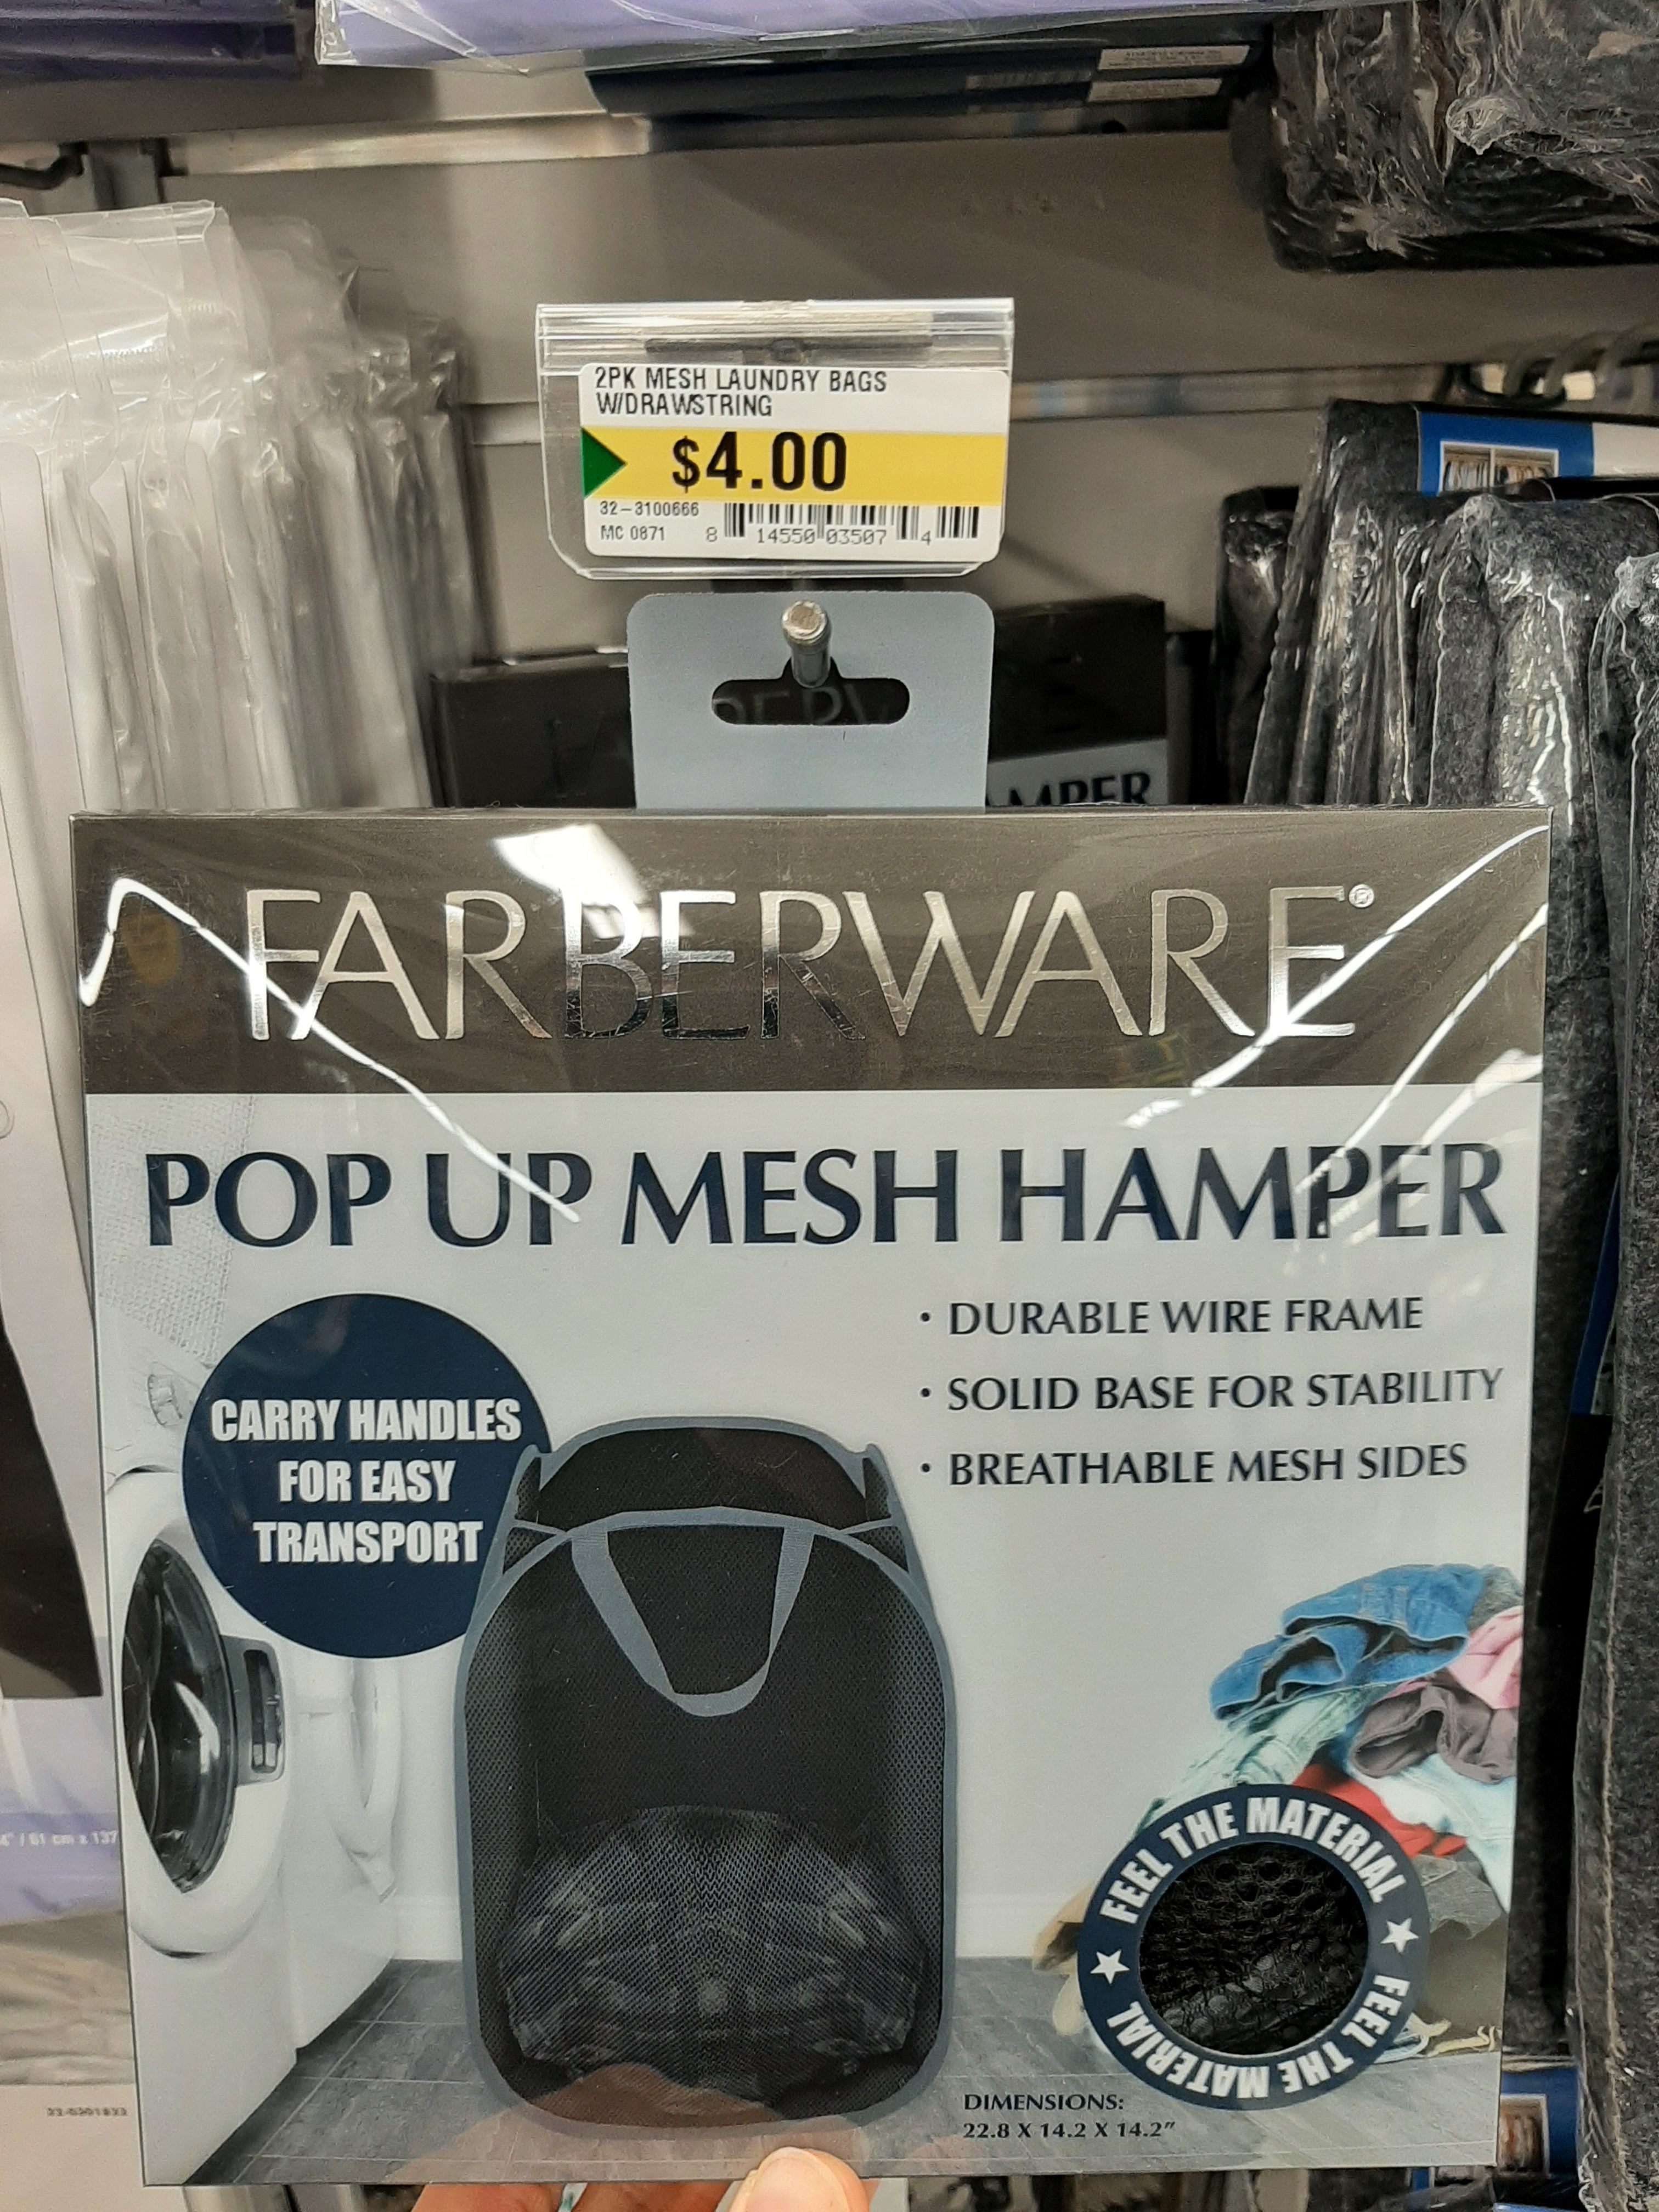 2PK MESH LAUNDRY BAGS
W/DRAWSTRING
$4.00
32-3100666
MC 0871
8 14550 03507 4
HAMPER
FARBERWARE®
POP UP MESH HAMPER
• DURABLE WIRE FRAME
• SOLID BASE FOR STABILITY
• BREATHABLE MESH SIDES
CARRY HANDLES
FOR EASY
TRANSPORT
FEEL THE MATERIAL ★ FEEL THE MATERIAL ★
DIMENSIONS:
22.8 X 14.2 X 14.2"